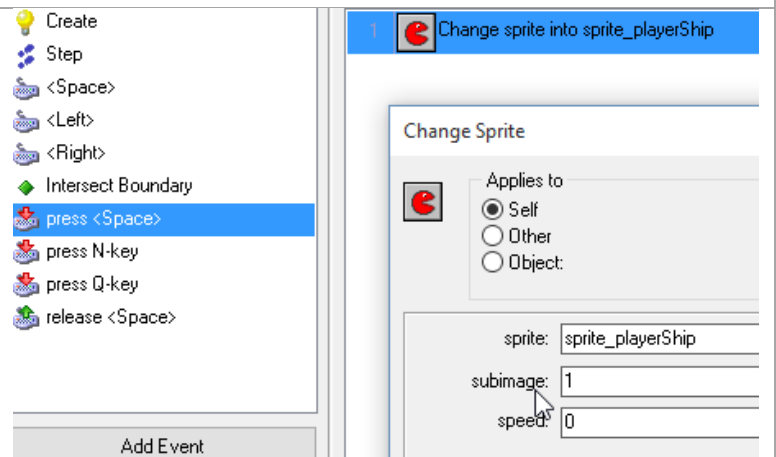 Create
Step
<Space>
<Left>
<Right>
Intersect Boundary
press <Space>
press N-key
press Q-key
release <Space>
Add Event
1 Change sprite into sprite_playerShip
Change Sprite
Applies to
Self
Other
Object:
sprite: sprite_playerShip
subimage: 1
speed: 0